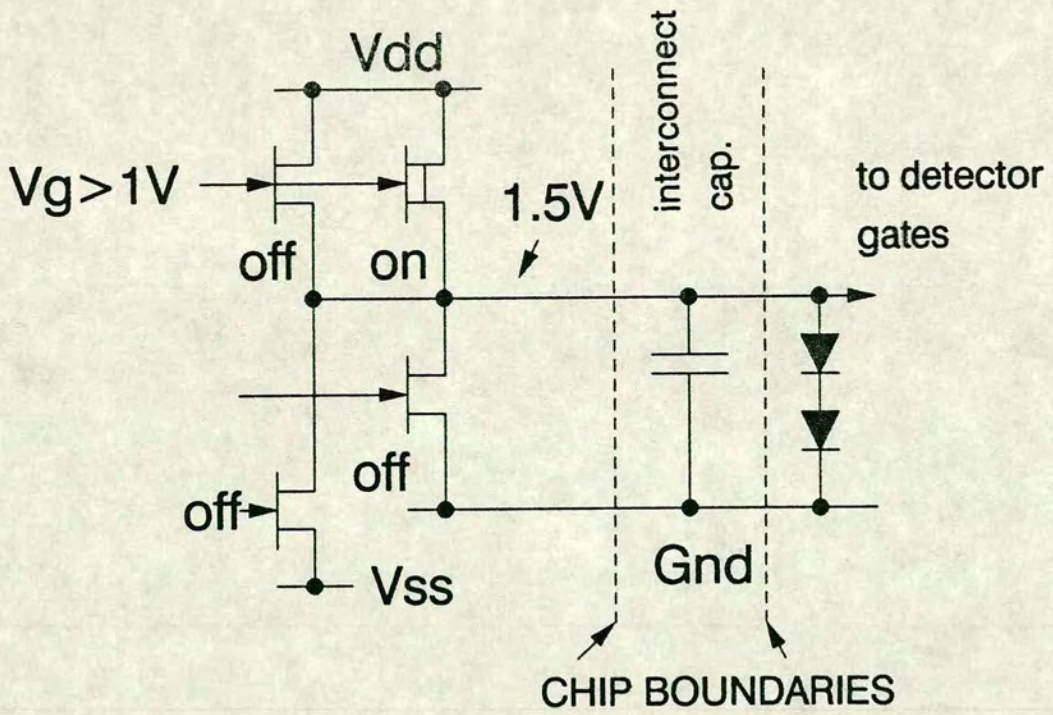 Vdd
interconnect
cap.
Vg>1V
1.5V
to detector
gates
off
on
off
off
Vss
Gnd
CHIP BOUNDARIES